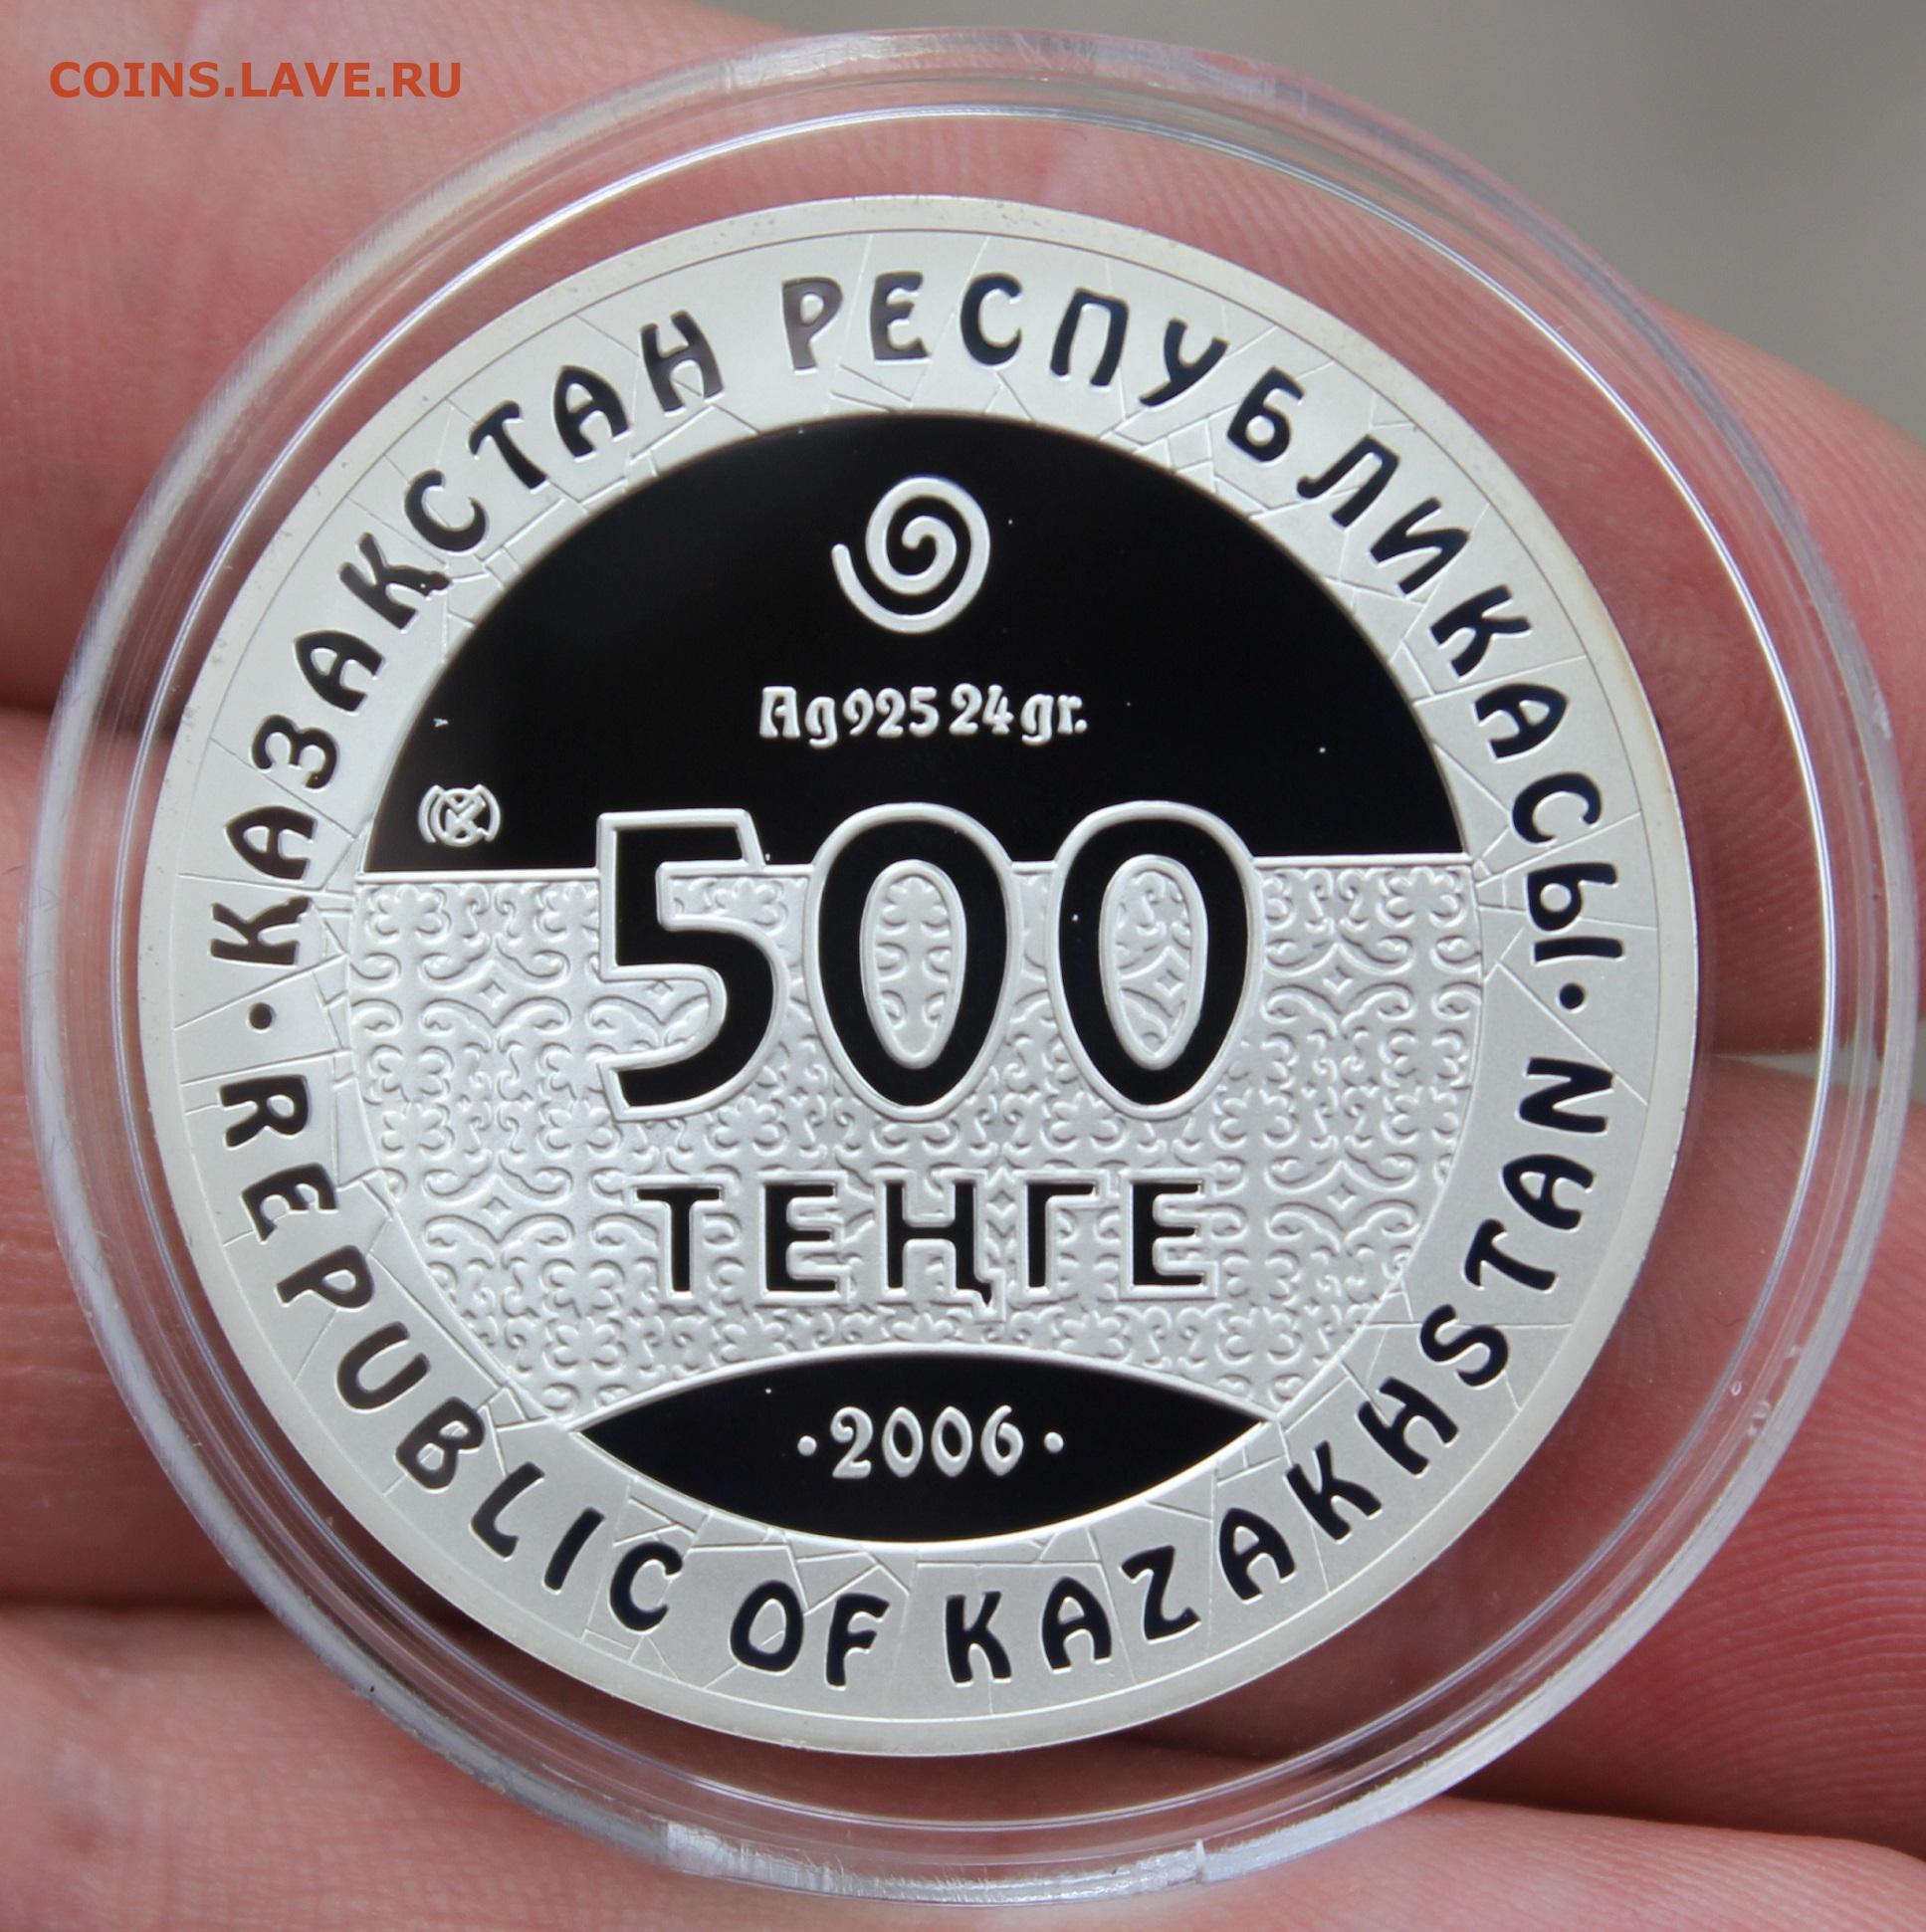 COINS.LAVE.RU
ҚАЗАҚСТАН РЕСПУБЛИКАСЫ
Ag 925 24 gr.
500
ТЕҢГЕ
· 2006 ·
· REPUBLIC OF KAZAKHSTAN ·